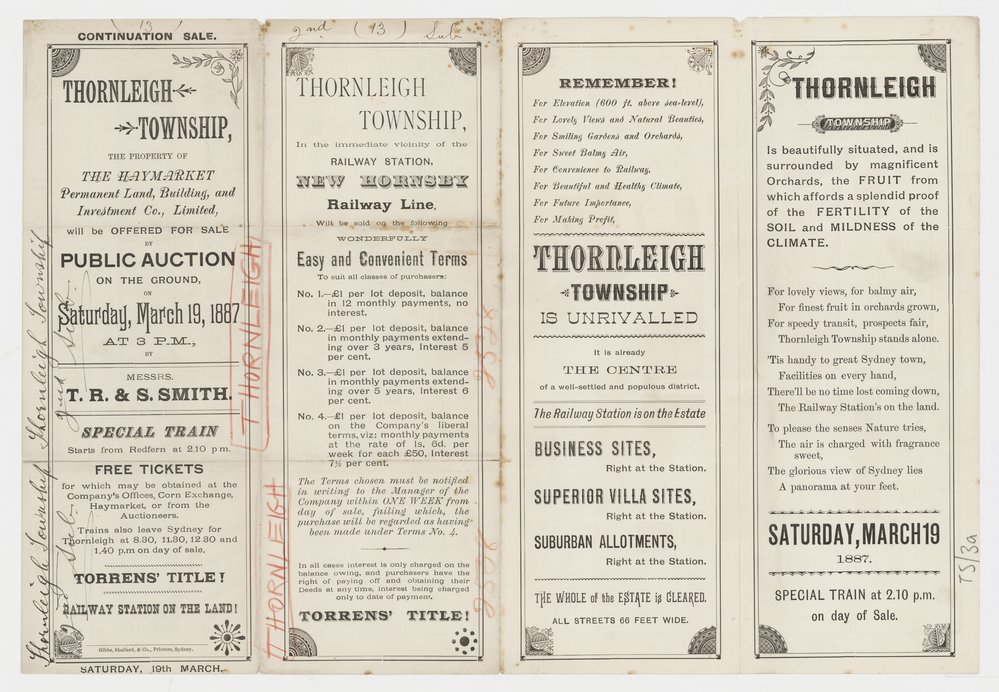 13
CONTINUATION SALE.
THORNLEIGH
TOWNSHIP,
THE PROPERTY OF
THE HAYMARKET
Permanent Land, Building, and
Investment Co., Limited,
will be OFFERED FOR SALE
BY
PUBLIC AUCTION
ON THE GROUND,
ON
Saturday, March 19, 1887
AT 3 P.M.,
BY
MESSRS.
T. R. & S. SMITH.
SPECIAL TRAIN
Starts from Redfern at 2.10 p.m.
FREE TICKETS
for which may be obtained at the
Company's Offices, Corn Exchange,
Haymarket, or from the
Auctioneers.
Trains also leave Sydney for
Thornleigh at 8.30, 11.30, 12.30 and
1.40 p.m on day of sale.
TORRENS' TITLE!
RAILWAY STATION ON THE LAND!
Gibbs, Shallard, & Co., Printers, Sydney.
SATURDAY, 19th MARCH.
Thornleigh Township Thornleigh Township
2nd Sub. 2nd Sub.
2nd (13) Sub
THORNLEIGH
TOWNSHIP,
In the immediate vicinity of the
RAILWAY STATION.
NEW HORNSBY
Railway Line,
Will be sold on the following
WONDERFULLY
Easy and Convenient Terms
To suit all classes of purchasers:
No. 1.—£1 per lot deposit, balance
in 12 monthly payments, no
interest.
No. 2.—£1 per lot deposit, balance
in monthly payments extend-
ing over 3 years, Interest 5
per cent.
No. 3.—£1 per lot deposit, balance
in monthly payments extend-
ing over 5 years, Interest 6
per cent.
No. 4.—£1 per lot deposit, balance
on the Company's liberal
terms, viz: monthly payments
at the rate of 1s. 6d. per
week for each £50, Interest
7½ per cent.
The Terms chosen must be notified
in writing to the Manager of the
Company within ONE WEEK from
day of sale, failing which, the
purchase will be regarded as having
been made under Terms No. 4.
In all cases interest is only charged on the
balance owing, and purchasers have the
right of paying off and obtaining their
Deeds at any time, interest being charged
only to date of payment.
TORRENS' TITLE!
THORNLEIGH
THORNLEIGH
2328
2328
REMEMBER!
For Elevation (600 ft. above sea-level),
For Lovely Views and Natural Beauties,
For Smiling Gardens and Orchards,
For Sweet Balmy Air,
For Convenience to Railway.
For Beautiful and Healthy Climate,
For Future Importance,
For Making Profit,
THORNLEIGH
TOWNSHIP
IS UNRIVALLED
It is already
THE CENTRE
of a well-settled and populous district.
The Railway Station is on the Estate
BUSINESS SITES,
Right at the Station.
SUPERIOR VILLA SITES,
Right at the Station.
SUBURBAN ALLOTMENTS,
Right at the Station.
THE WHOLE of the ESTATE is CLEARED.
ALL STREETS 66 FEET WIDE.
THORNLEIGH
TOWNSHIP
Is beautifully situated, and is
surrounded by magnificent
Orchards, the FRUIT from
which affords a splendid proof
of the FERTILITY of the
SOIL and MILDNESS of the
CLIMATE.
For lovely views, for balmy air,
For finest fruit in orchards grown,
For speedy transit, prospects fair,
Thornleigh Township stands alone.
'Tis handy to great Sydney town,
Facilities on every hand,
There'll be no time lost coming down,
The Railway Station's on the land.
To please the senses Nature tries,
The air is charged with fragrance
sweet,
The glorious view of Sydney lies
A panorama at your feet.
SATURDAY, MARCH 19
1887.
SPECIAL TRAIN at 2.10 p.m.
on day of Sale.
TS/3a